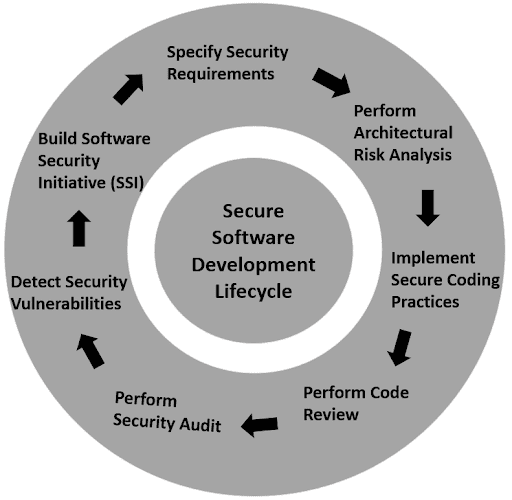 Specify Security
Requirements
Perform
Architectural
Risk Analysis
Implement
Secure Coding
Practices
Perform Code
Review
Perform
Security Audit
Detect Security
Vulnerabilities
Build Software
Security
Initiative (SSI)
Secure
Software
Development
Lifecycle